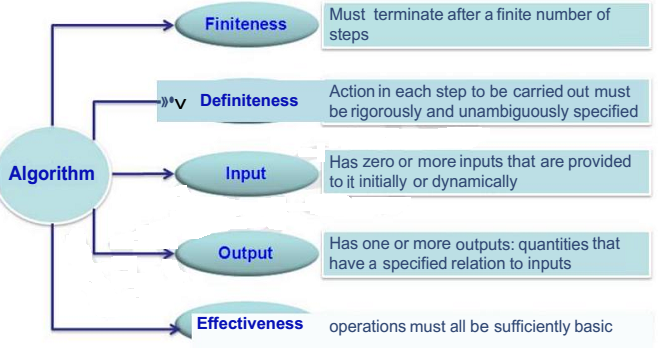 Finiteness
Must terminate after a finite number of
steps
»•v Definiteness
Action in each step to be carried out must
be rigorously and unambiguously specified
Algorithm
Input
Has zero or more inputs that are provided
to it initially or dynamically
Output
Has one or more outputs: quantities that
have a specified relation to inputs
Effectiveness
operations must all be sufficiently basic